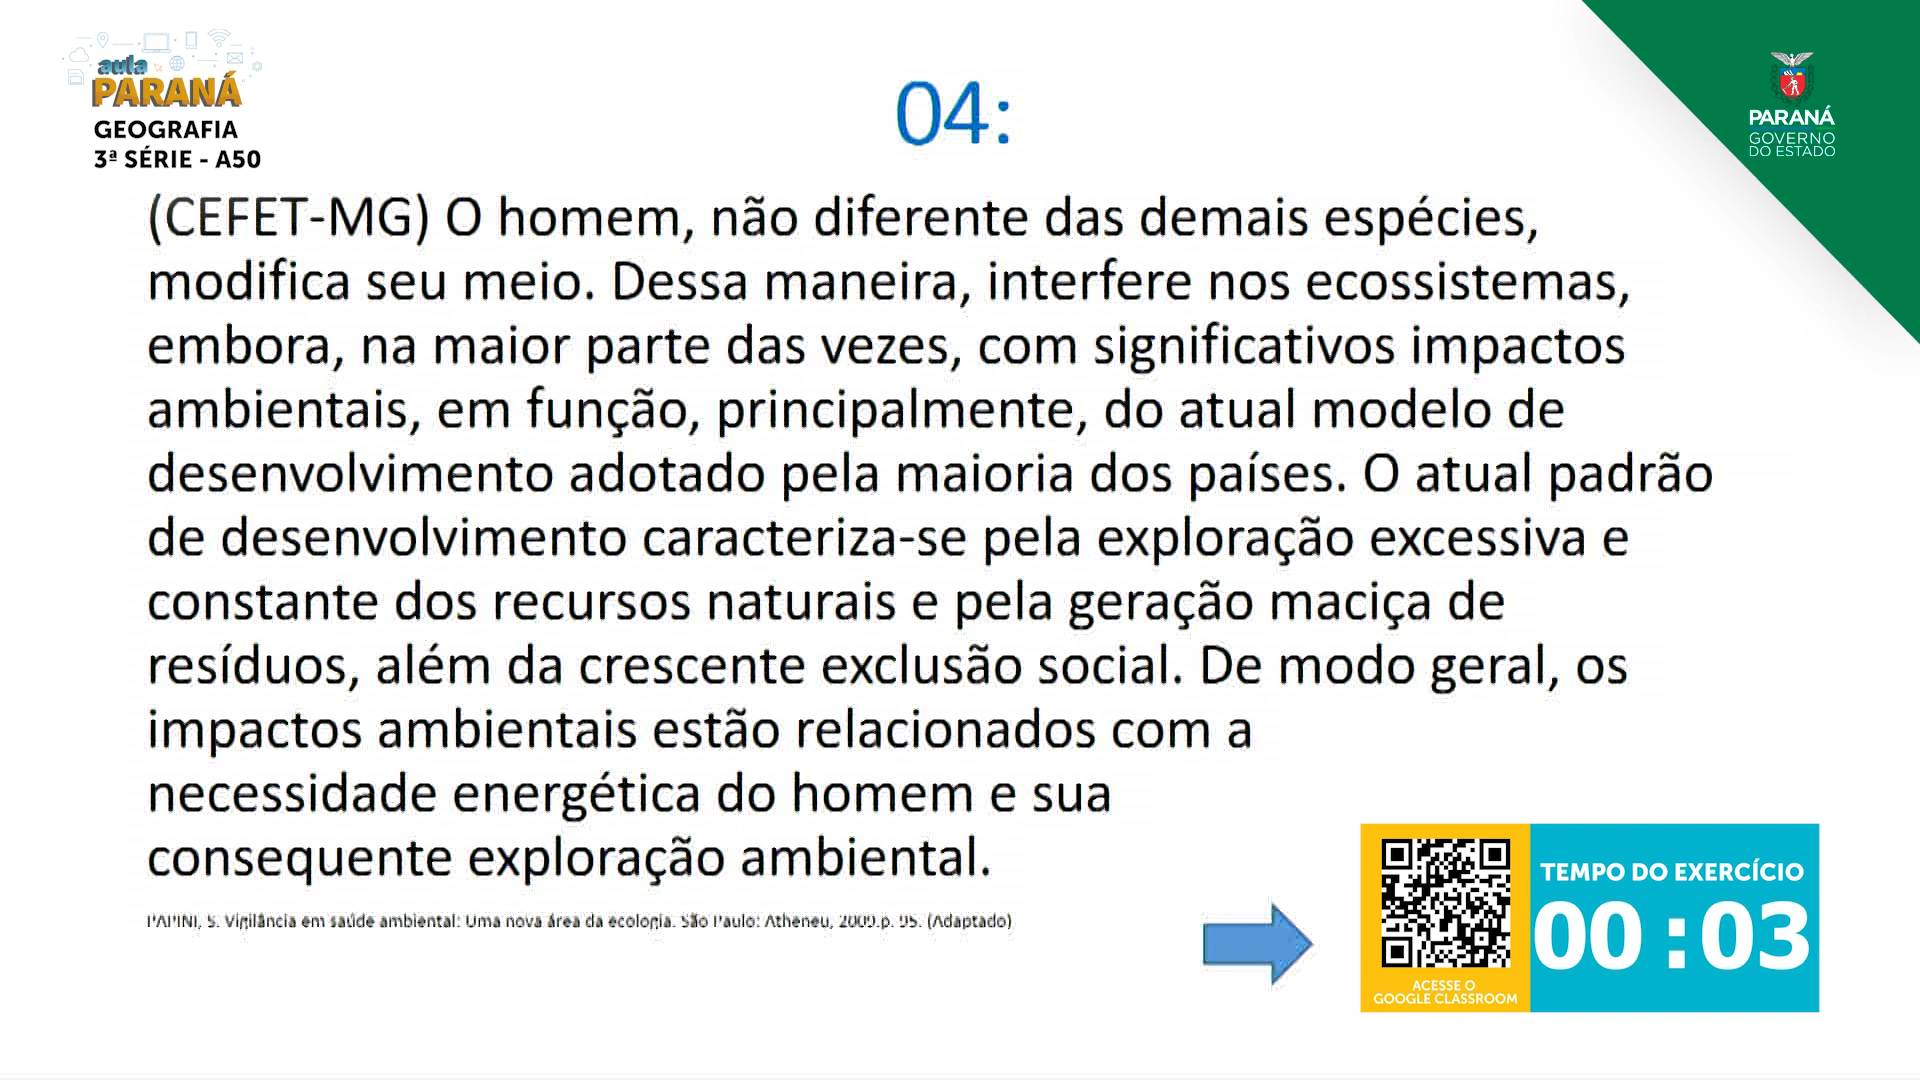 aula
PARANÁ
GEOGRAFIA
3ª SÉRIE - A50
04:
PARANÁ
GOVERNO
DO ESTADO
(CEFET-MG) O homem, não diferente das demais espécies,
modifica seu meio. Dessa maneira, interfere nos ecossistemas,
embora, na maior parte das vezes, com significativos impactos
ambientais, em função, principalmente, do atual modelo de
desenvolvimento adotado pela maioria dos países. O atual padrão
de desenvolvimento caracteriza-se pela exploração excessiva e
constante dos recursos naturais e pela geração maciça de
resíduos, além da crescente exclusão social. De modo geral, os
impactos ambientais estão relacionados com a
necessidade energética do homem e sua
consequente exploração ambiental.
PAPINI, S. Vigilância em saúde ambiental: Uma nova área da ecologia. São Paulo: Atheneu, 2009.p. 95. (Adaptado)
ACESSE O
GOOGLE CLASSROOM
TEMPO DO EXERCÍCIO
00:03